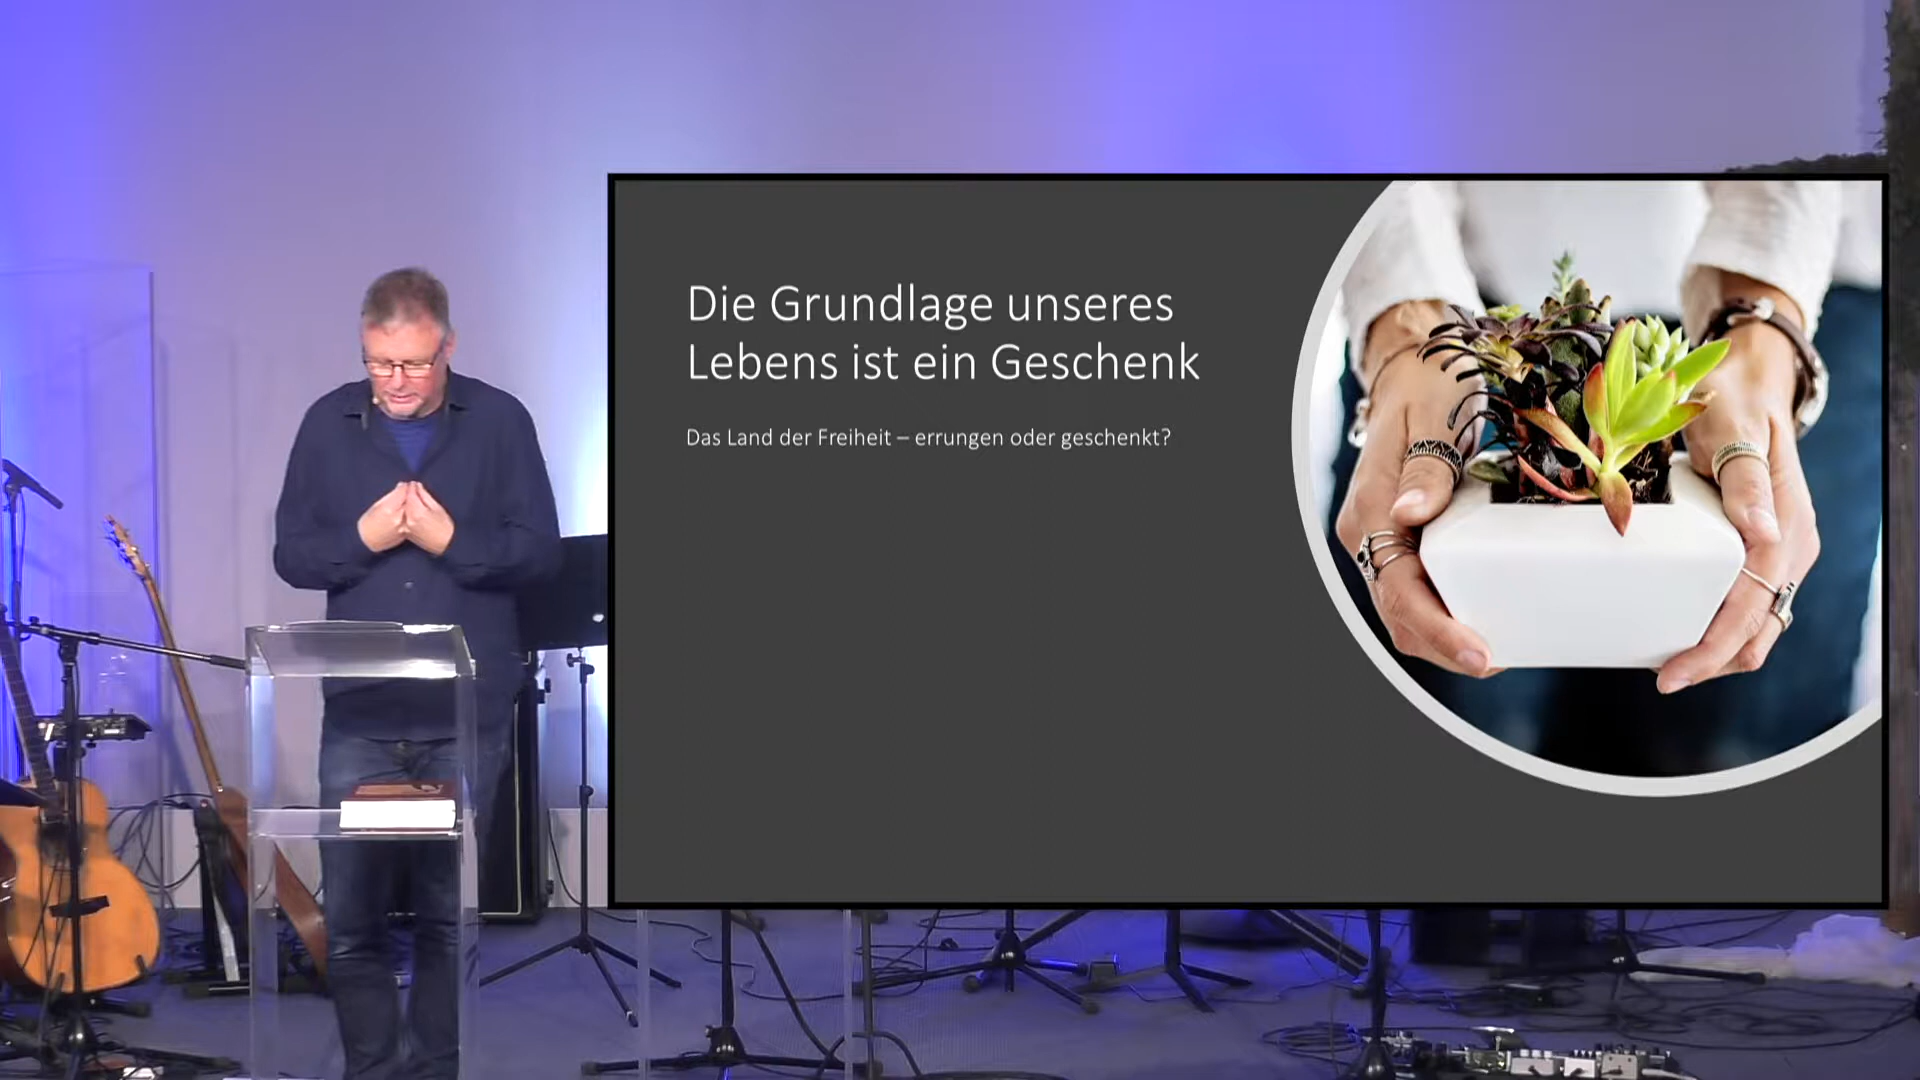 Die Grundlage unseres
Lebens ist ein Geschenk
Das Land der Freiheit – errungen oder geschenkt?